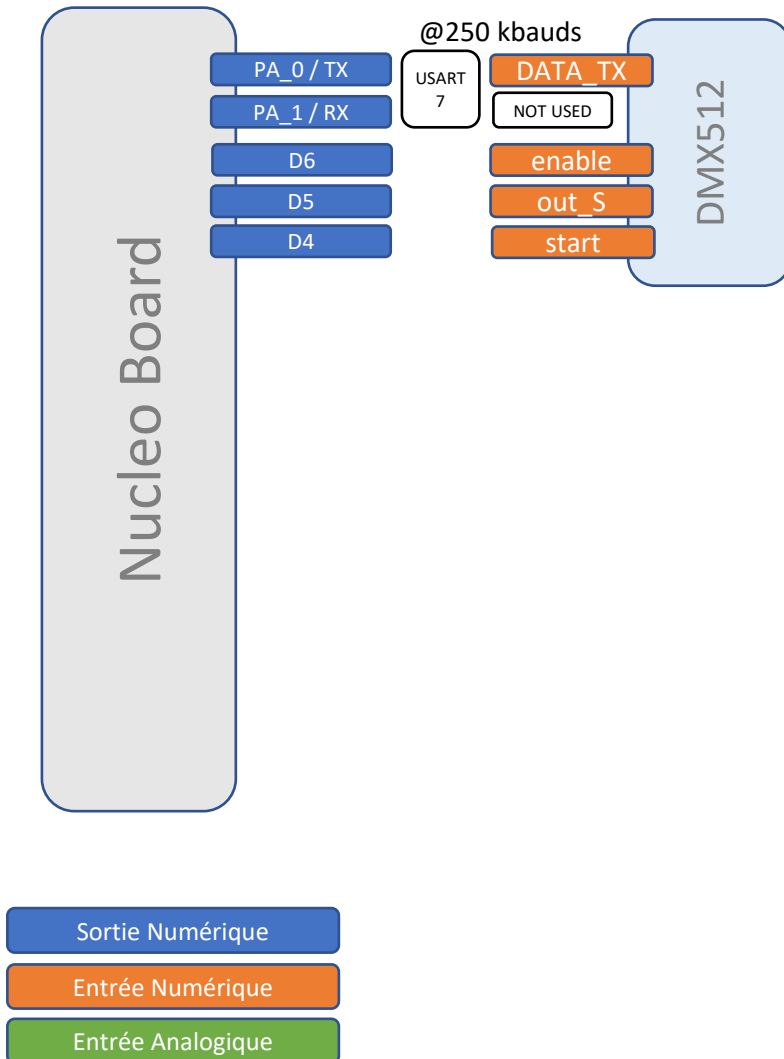 @250 kbauds
PA_0 / TX
USART
7
DATA_TX
PA_1 / RX
NOT USED
D6
enable
D5
out_S
D4
start
Nucleo Board
DMX512
Sortie Numérique
Entrée Numérique
Entrée Analogique